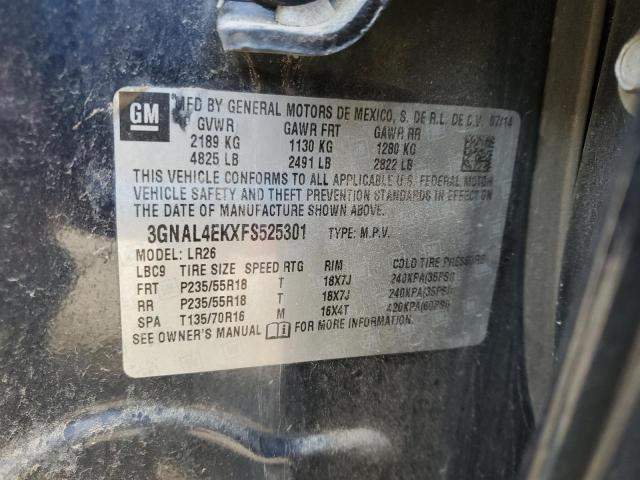 GM MFD BY GENERAL MOTORS DE MEXICO, S. DE R.L. DE C.V. 07/14
GVWR GAWR FRT GAWR RR
2189 KG 1130 KG 1280 KG
4825 LB 2491 LB 2822 LB
THIS VEHICLE CONFORMS TO ALL APPLICABLE U.S. FEDERAL MOTOR
VEHICLE SAFETY AND THEFT PREVENTION STANDARDS IN EFFECT ON
THE DATE OF MANUFACTURE SHOWN ABOVE.
3GNAL4EKXFS525301 TYPE: M.P.V.
MODEL: LR26
LBC9 TIRE SIZE SPEED RTG RIM COLD TIRE PRESSURE
FRT P235/55R18 T 18X7J 240KPA(35PSI)
RR P235/55R18 T 18X7J 240KPA(35PSI)
SPA T135/70R16 M 16X4T 420KPA(60PSI)
SEE OWNER'S MANUAL FOR MORE INFORMATION.